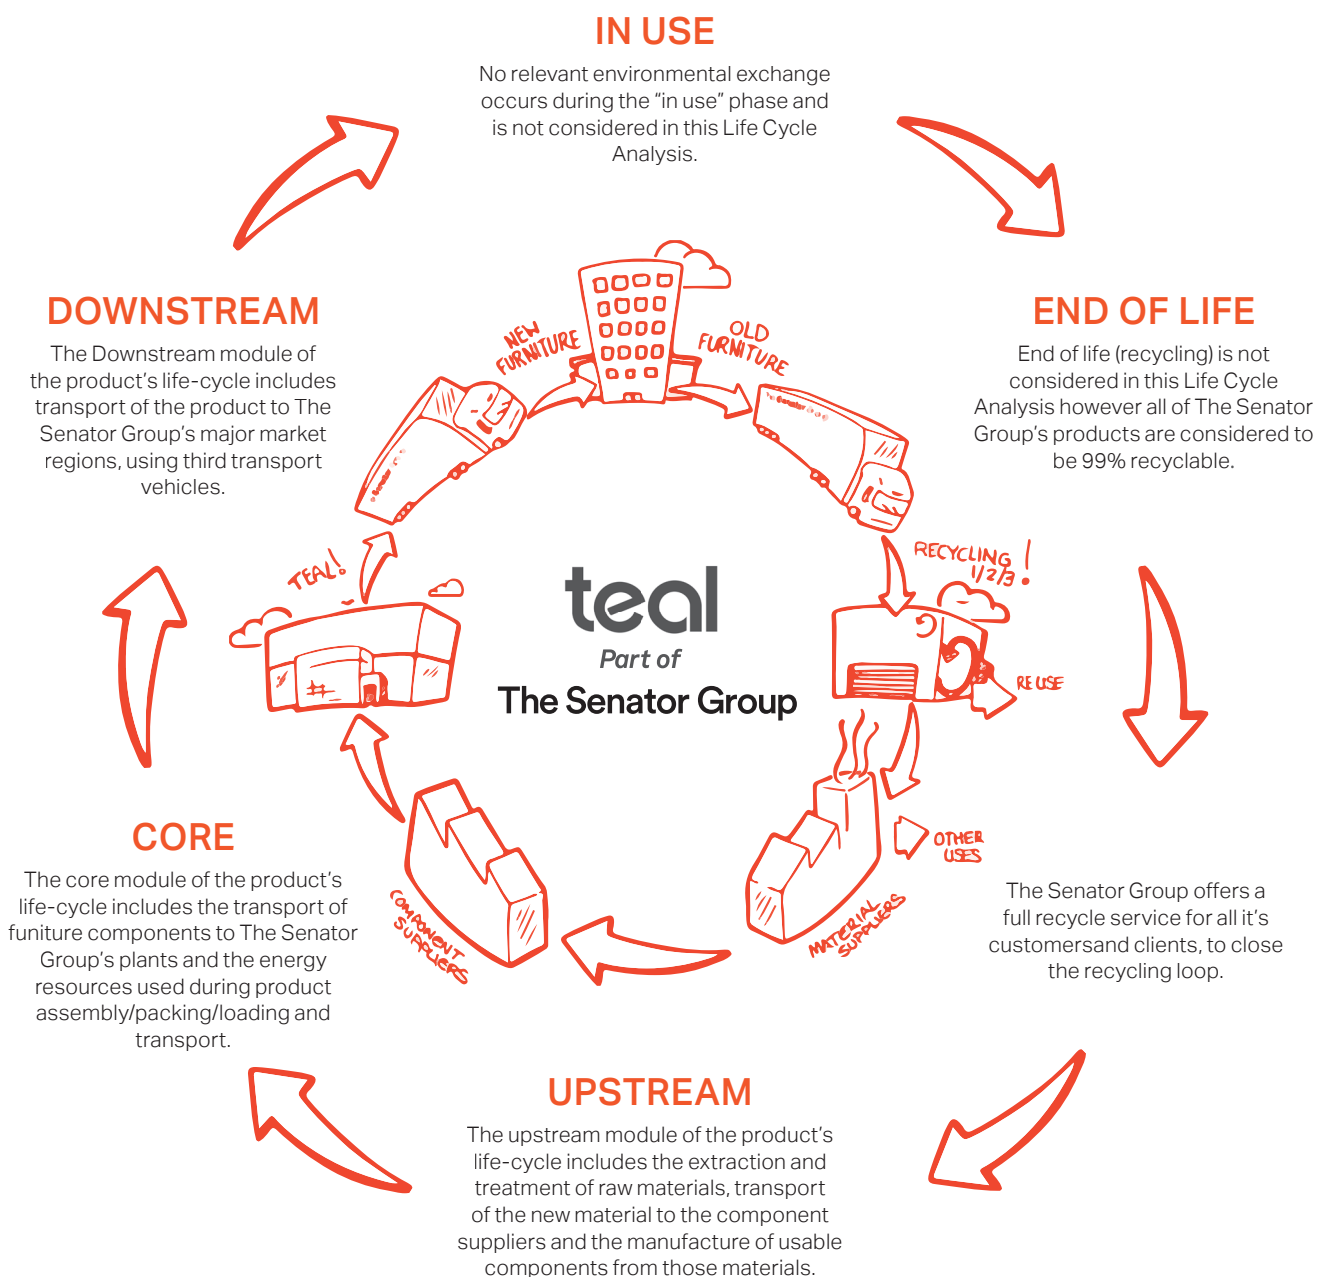 IN USE
No relevant environmental exchange
occurs during the “in use” phase and
is not considered in this Life Cycle
Analysis.
DOWNSTREAM
The Downstream module of
the product’s life-cycle includes
transport of the product to The
Senator Group’s major market
regions, using third transport
vehicles.
END OF LIFE
End of life (recycling) is not
considered in this Life Cycle
Analysis however all of The Senator
Group’s products are considered to
be 99% recyclable.
NEW
FURNITURE
OLD
FURNITURE
Senator
Senator
TEAL!
RECYCLING !
1/2/3
teal
Part of
The Senator Group
RE USE
OTHER
USES
COMPONENT
SUPPLIERS
MATERIAL
SUPPLIERS
CORE
The core module of the product’s
life-cycle includes the transport of
funiture components to The Senator
Group’s plants and the energy
resources used during product
assembly/packing/loading and
transport.
The Senator Group offers a
full recycle service for all it’s
customersand clients, to close
the recycling loop.
UPSTREAM
The upstream module of the product’s
life-cycle includes the extraction and
treatment of raw materials, transport
of the new material to the component
suppliers and the manufacture of usable
components from those materials.